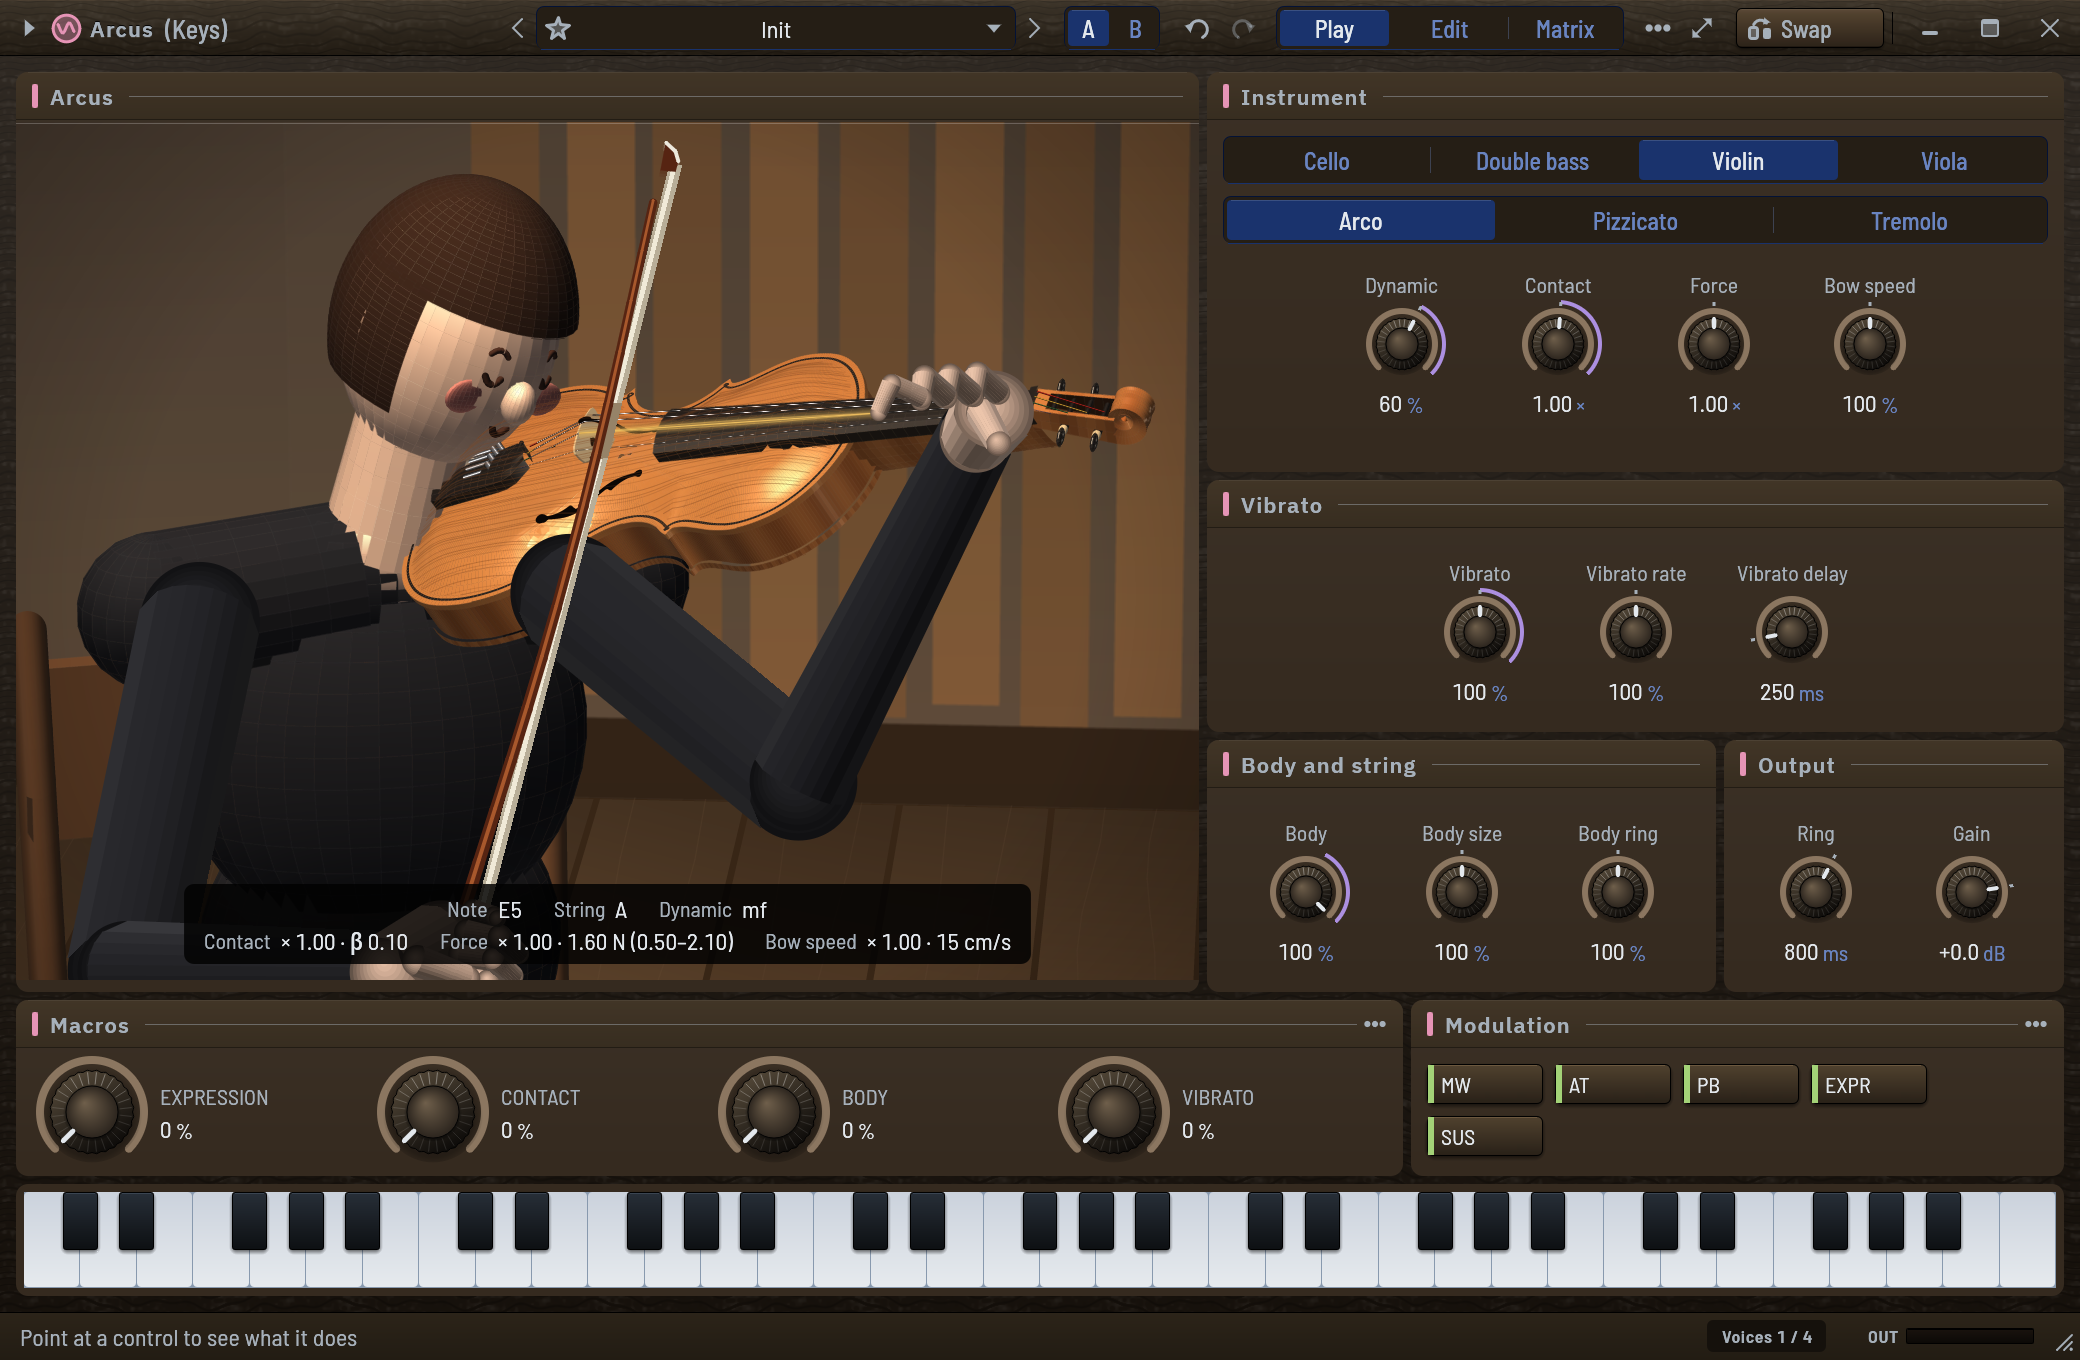 Arcus (Keys)
Init
A B
Play Edit Matrix
Swap
Arcus
Instrument
Cello Double bass Violin Viola
Arco Pizzicato Tremolo
Dynamic Contact Force Bow speed
60 % 1.00 × 1.00 × 100 %
Vibrato
Vibrato Vibrato rate Vibrato delay
100 % 100 % 250 ms
Body and string
Output
Body Body size Body ring Ring Gain
100 % 100 % 100 % 800 ms +0.0 dB
Note E5 String A Dynamic mf
Contact × 1.00 · β 0.10 Force × 1.00 · 1.60 N (0.50–2.10) Bow speed × 1.00 · 15 cm/s
Macros
EXPRESSION
0 %
CONTACT
0 %
BODY
0 %
VIBRATO
0 %
Modulation
MW AT PB EXPR
SUS
Point at a control to see what it does
Voices 1 / 4 OUT